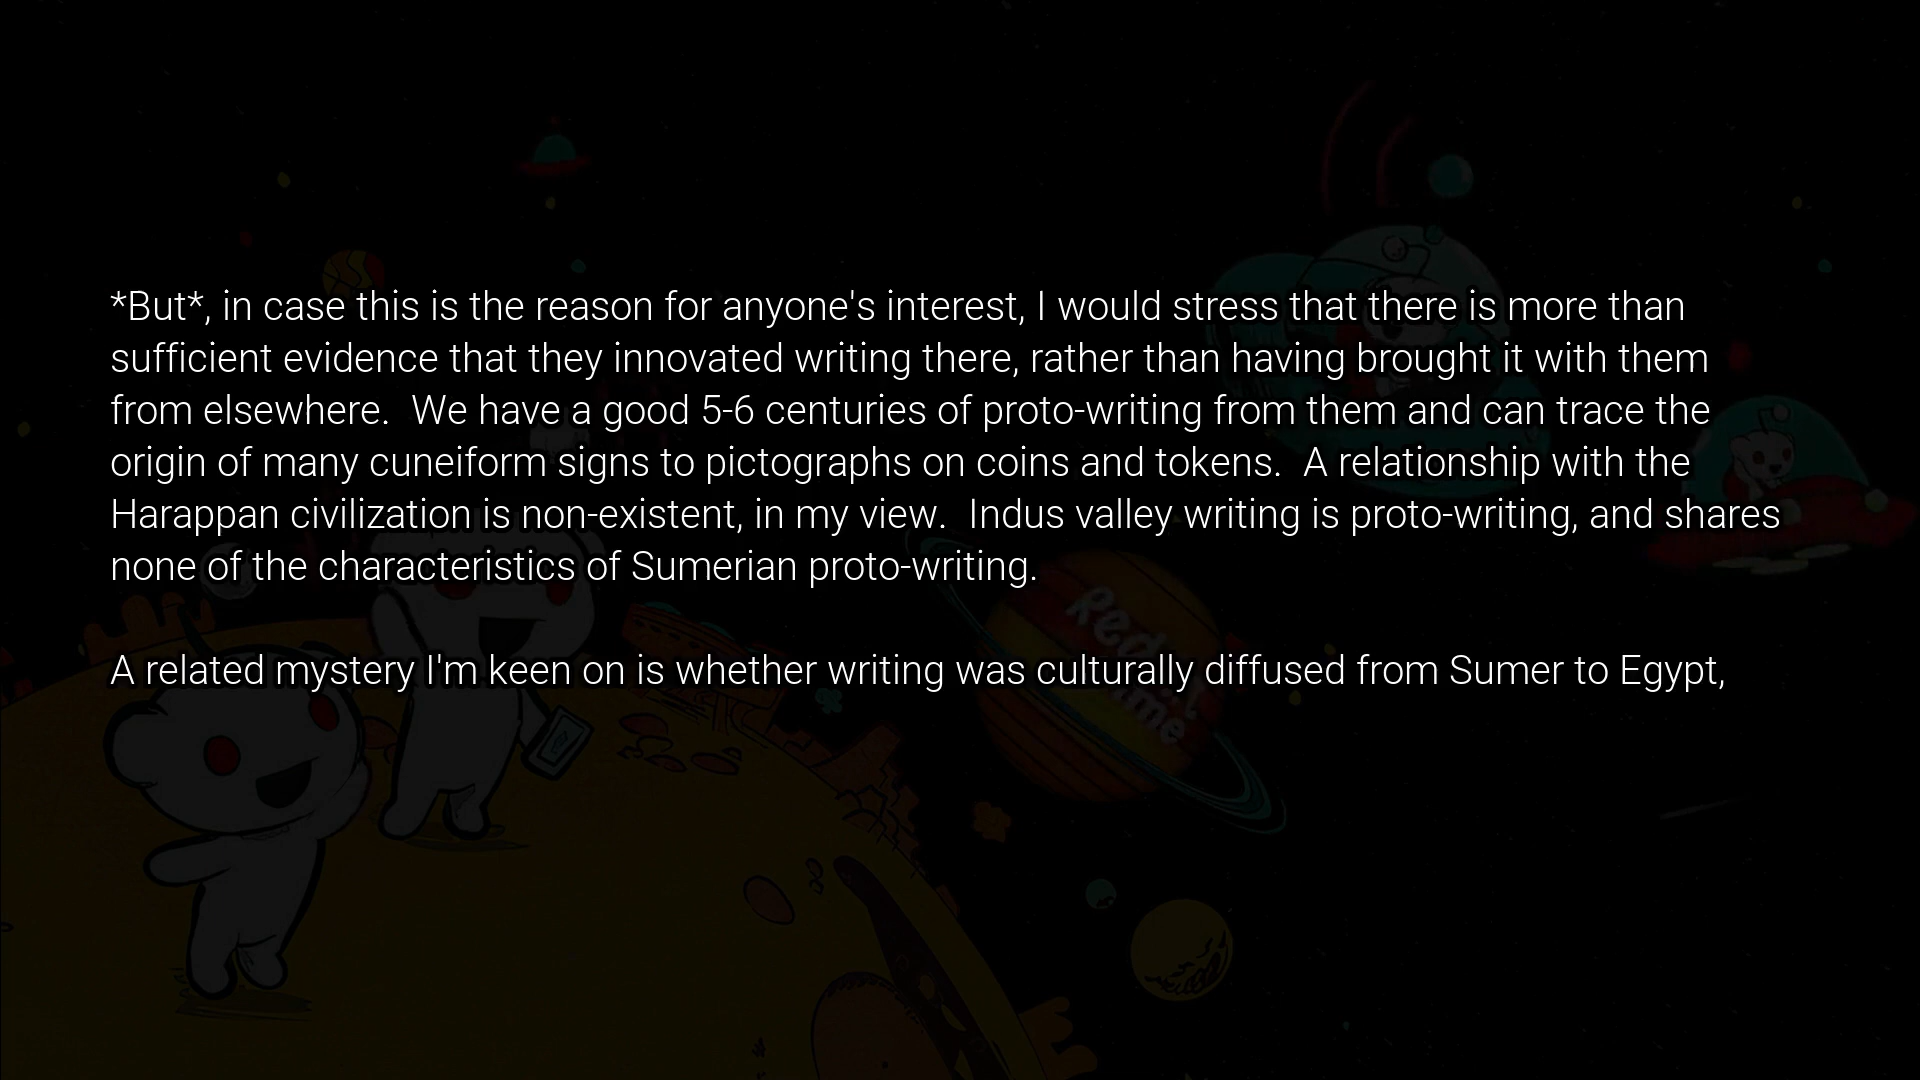 *But*, in case this is the reason for anyone's interest, I would stress that there is more than
sufficient evidence that they innovated writing there, rather than having brought it with them
from elsewhere.  We have a good 5-6 centuries of proto-writing from them and can trace the
origin of many cuneiform signs to pictographs on coins and tokens.  A relationship with the
Harappan civilization is non-existent, in my view.  Indus valley writing is proto-writing, and shares
none of the characteristics of Sumerian proto-writing.
A related mystery I'm keen on is whether writing was culturally diffused from Sumer to Egypt,